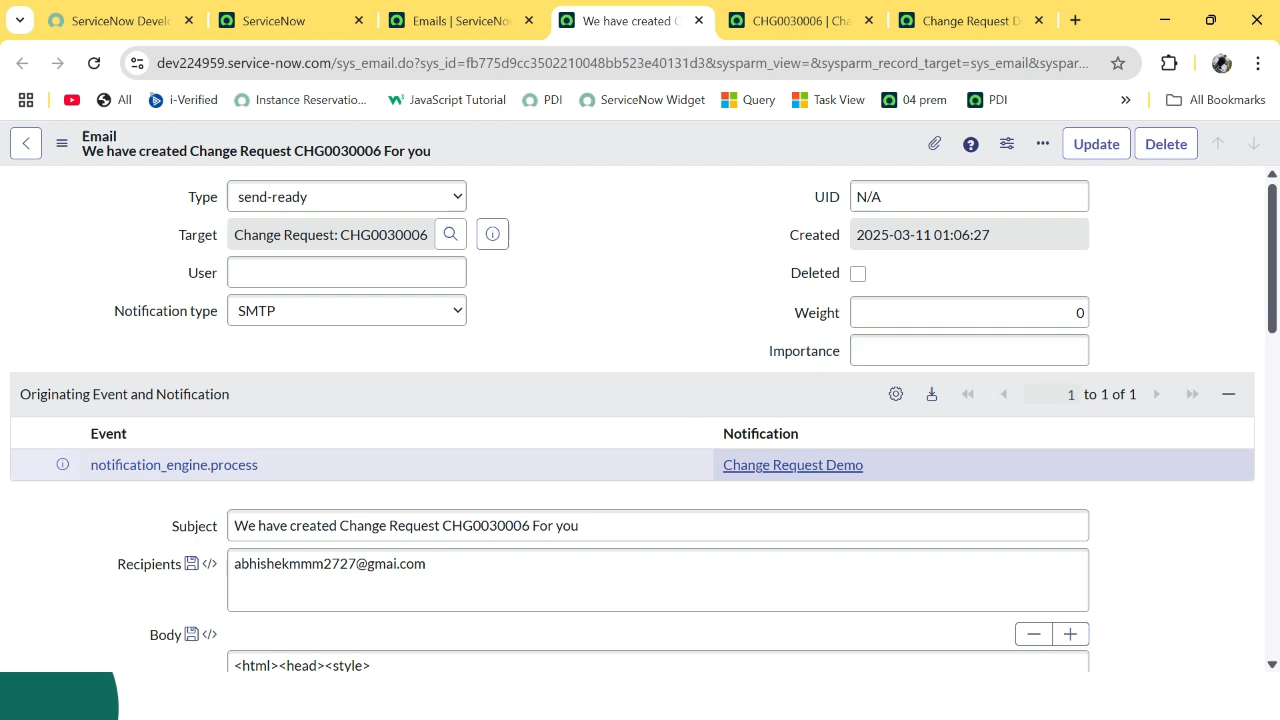 ServiceNow Devel
ServiceNow
Emails | ServiceNo
We have created C
CHG0030006 | Cha
Change Request D
dev224959.service-now.com/sys_email.do?sys_id=fb775d9cc3502210048bb523e40131d3&sysparm_view=&sysparm_record_target=sys_email&syspar...
All
i-Verified
Instance Reservatio...
JavaScript Tutorial
PDI
ServiceNow Widget
Query
Task View
04 prem
PDI
All Bookmarks
Email
We have created Change Request CHG0030006 For you
Update
Delete
Type
send-ready
UID
N/A
Target
Change Request: CHG0030006
Created
2025-03-11 01:06:27
User
Deleted
Notification type
SMTP
Weight
0
Importance
Originating Event and Notification
1 to 1 of 1
Event
Notification
notification_engine.process
Change Request Demo
Subject
We have created Change Request CHG0030006 For you
Recipients
abhishekmmm2727@gmai.com
Body
<html><head><style>